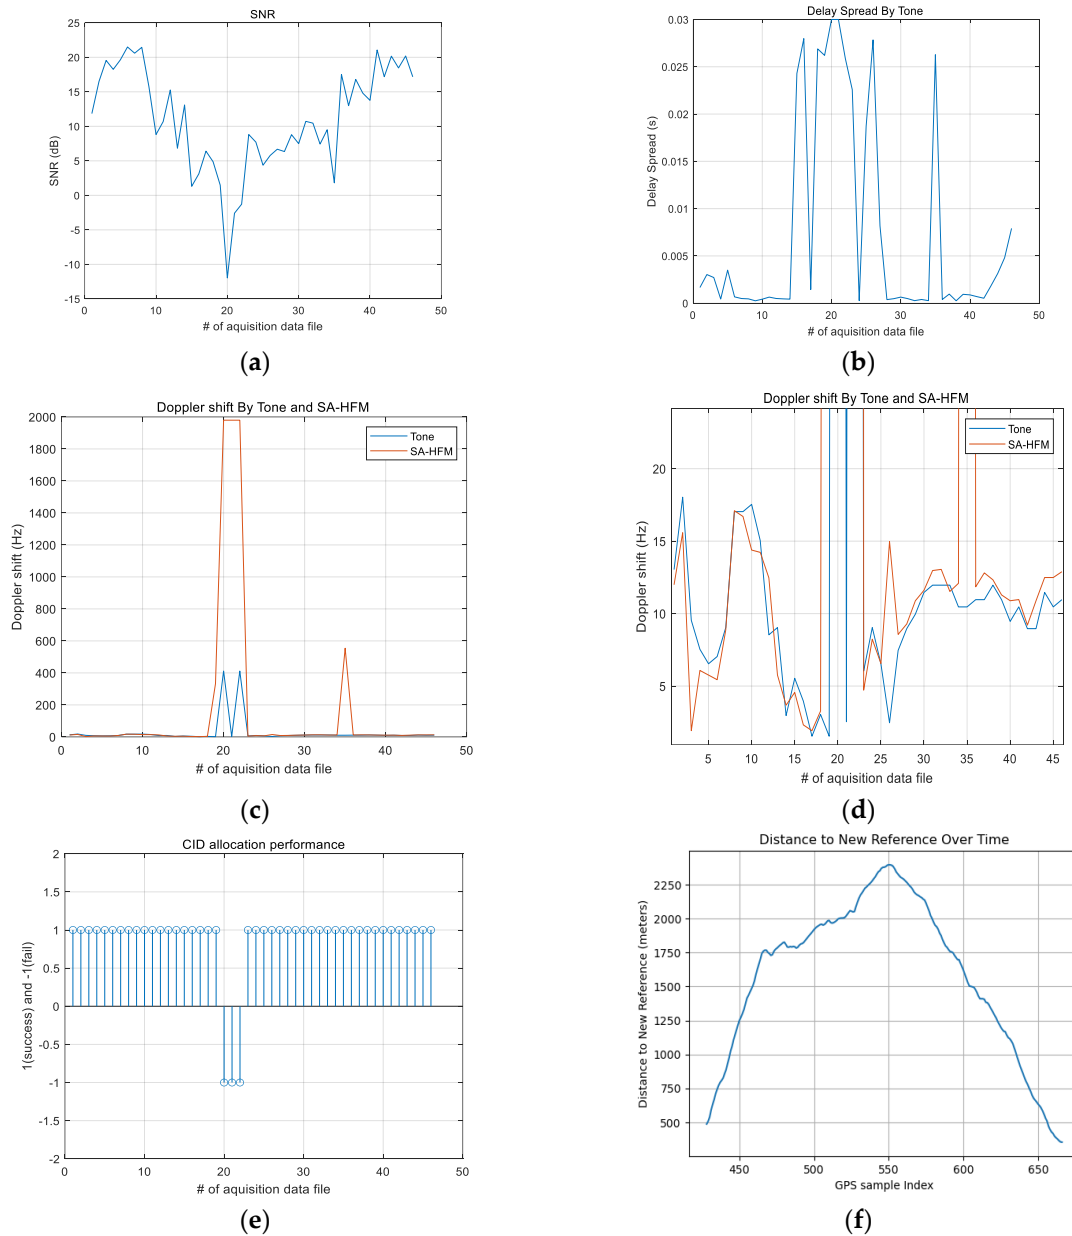 SNR
25
20
15
10
5
0
-5
-10
-15
0 10 20 30 40 50
SNR (dB)
# of aquisition data file
(a)
Delay Spread By Tone
0.03
0.025
0.02
0.015
0.01
0.005
0
0 10 20 30 40 50
Delay Spread (s)
# of aquisition data file
(b)
Doppler shift By Tone and SA-HFM
2000
1800
1600
1400
1200
1000
800
600
400
200
0
0 10 20 30 40 50
Doppler shift (Hz)
Tone
SA-HFM
# of aquisition data file
(c)
Doppler shift By Tone and SA-HFM
20
15
10
5
5 10 15 20 25 30 35 40 45
Doppler shift (Hz)
Tone
SA-HFM
# of aquisition data file
(d)
CID allocation performance
2
1.5
1
0.5
0
-0.5
-1
-1.5
-2
0 10 20 30 40 50
1(success) and -1(fail)
# of aquisition data file
(e)
Distance to New Reference Over Time
2250
2000
1750
1500
1250
1000
750
500
450 500 550 600 650
Distance to New Reference (meters)
GPS sample Index
(f)